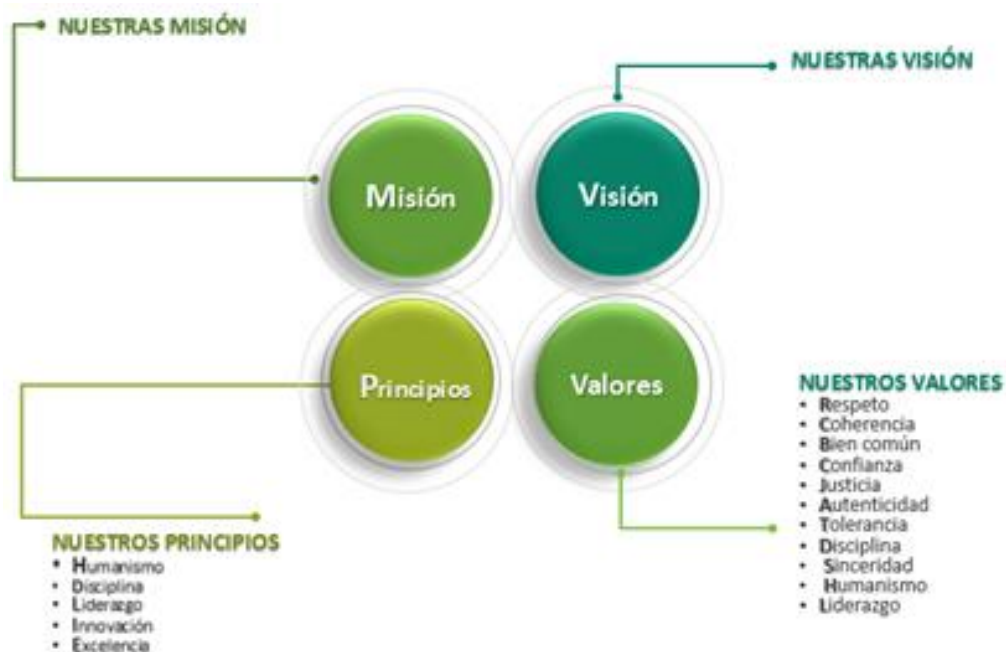 NUESTRAS MISIÓN
NUESTRAS VISIÓN
Misión
Visión
Principios
Valores
NUESTROS VALORES
• Respeto
• Coherencia
• Bien común
• Confianza
• Justicia
• Autenticidad
• Tolerancia
• Disciplina
• Sinceridad
• Humanismo
• Liderazgo
NUESTROS PRINCIPIOS
• Humanismo
• Disciplina
• Liderazgo
• Innovación
• Excelencia